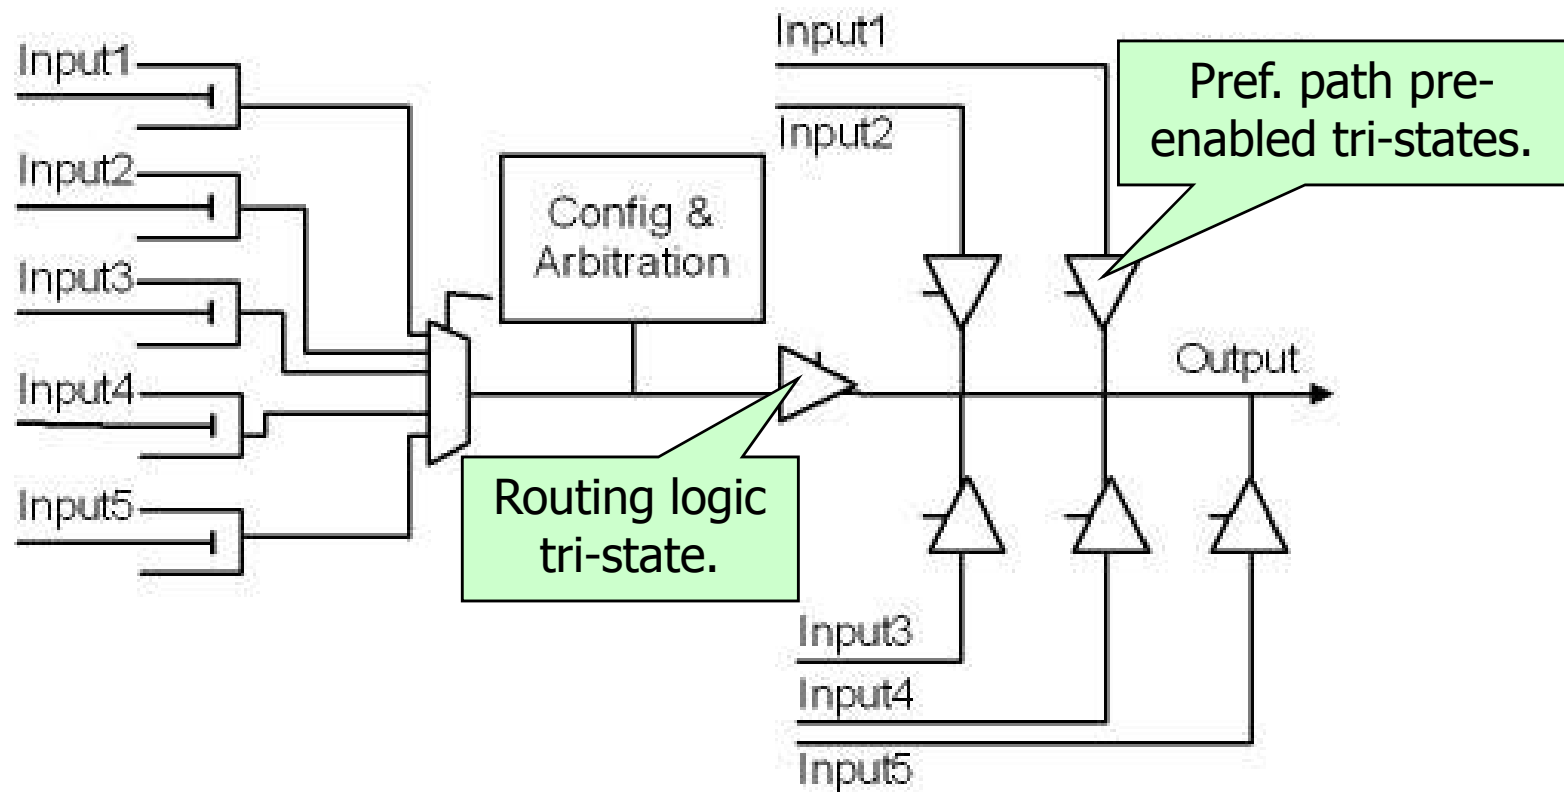 Input1
Input2
Input3
Input4
Input5
Config &
Arbitration
Routing logic
tri-state.
Input1
Input2
Pref. path pre-
enabled tri-states.
Output
Input3
Input4
Input5